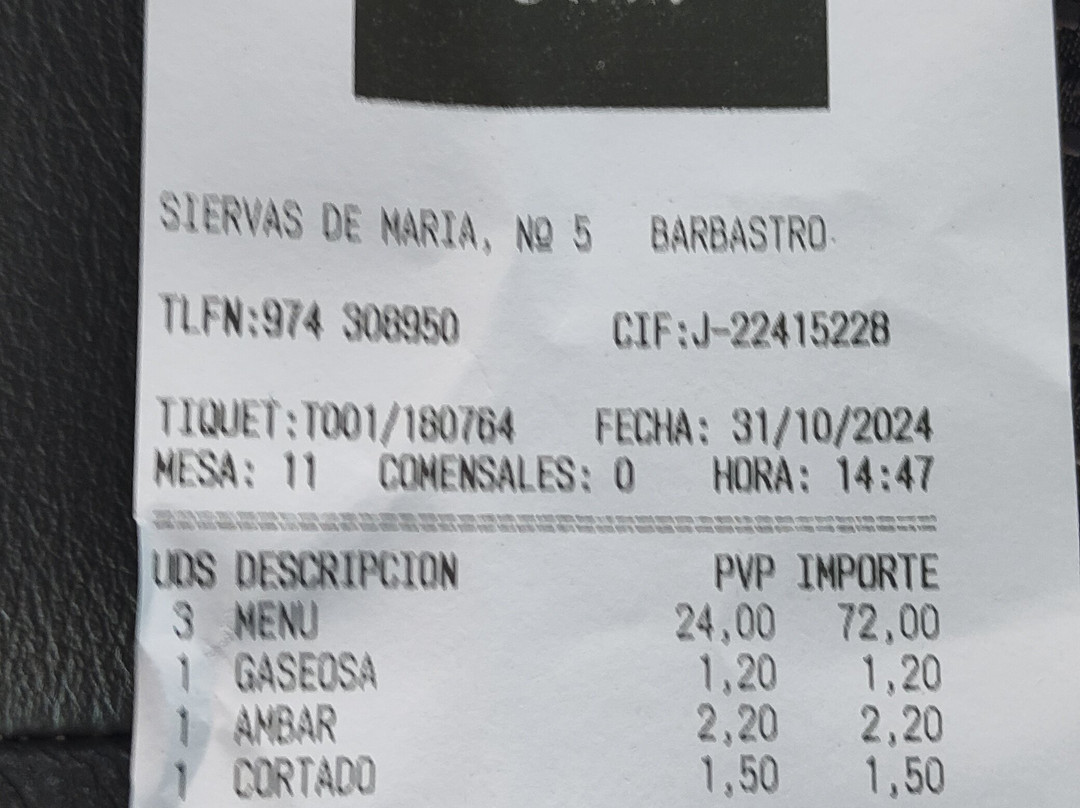 SIERVAS DE MARIA, Nº 5 BARBASTRO
TLFN:974 308950 CIF:J-22415228
TIQUET:T001/180764 FECHA: 31/10/2024
MESA: 11 COMENSALES: 0 HORA: 14:47
UDS DESCRIPCION PVP IMPORTE
3 MENU 24,00 72,00
1 GASEOSA 1,20 1,20
1 AMBAR 2,20 2,20
1 CORTADO 1,50 1,50